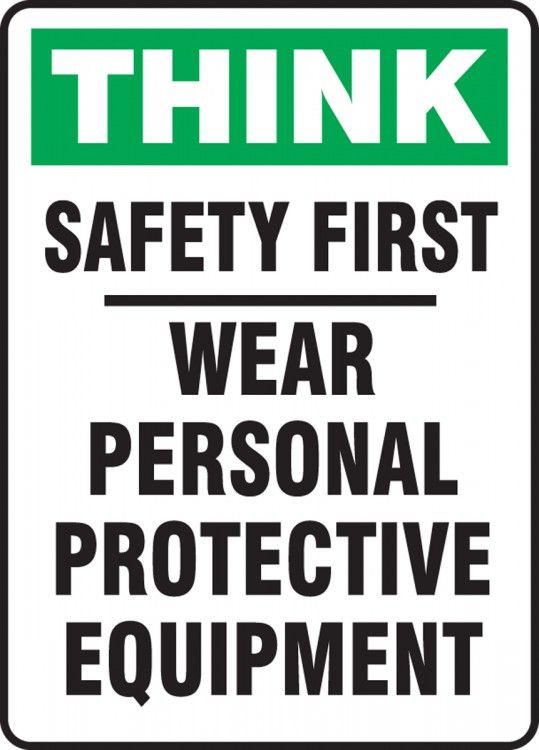 THINK
SAFETY FIRST
WEAR
PERSONAL
PROTECTIVE
EQUIPMENT